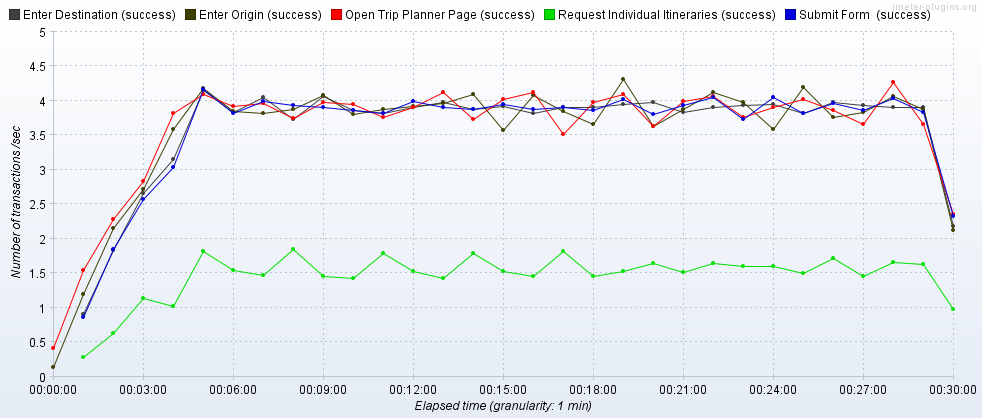 Enter Destination (success) Enter Origin (success) Open Trip Planner Page (success) Request Individual Itineraries (success) Submit Form (success)
jmeter-plugins.org
5
4.5
4
3.5
3
2.5
2
1.5
1
0.5
0
Number of transactions /sec
00:00:00 00:03:00 00:06:00 00:09:00 00:12:00 00:15:00 00:18:00 00:21:00 00:24:00 00:27:00 00:30:00
Elapsed time (granularity: 1 min)